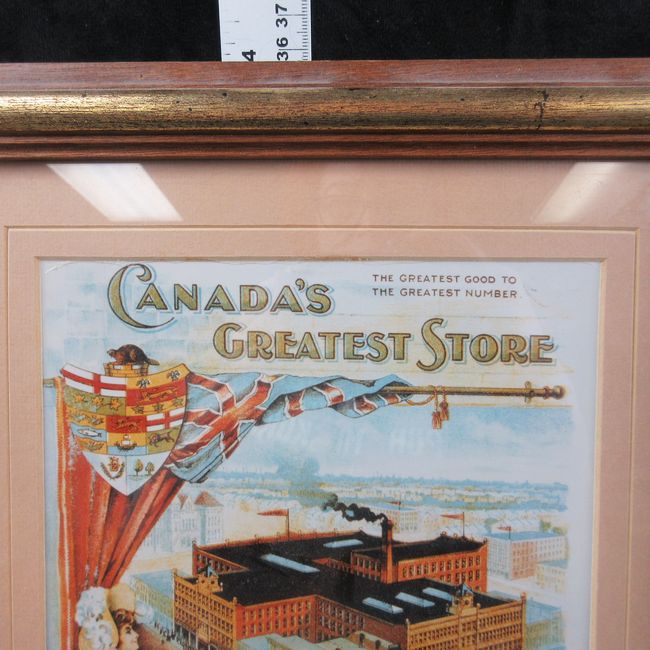 4
36 37
CANADA'S
GREATEST STORE
THE GREATEST GOOD TO
THE GREATEST NUMBER.